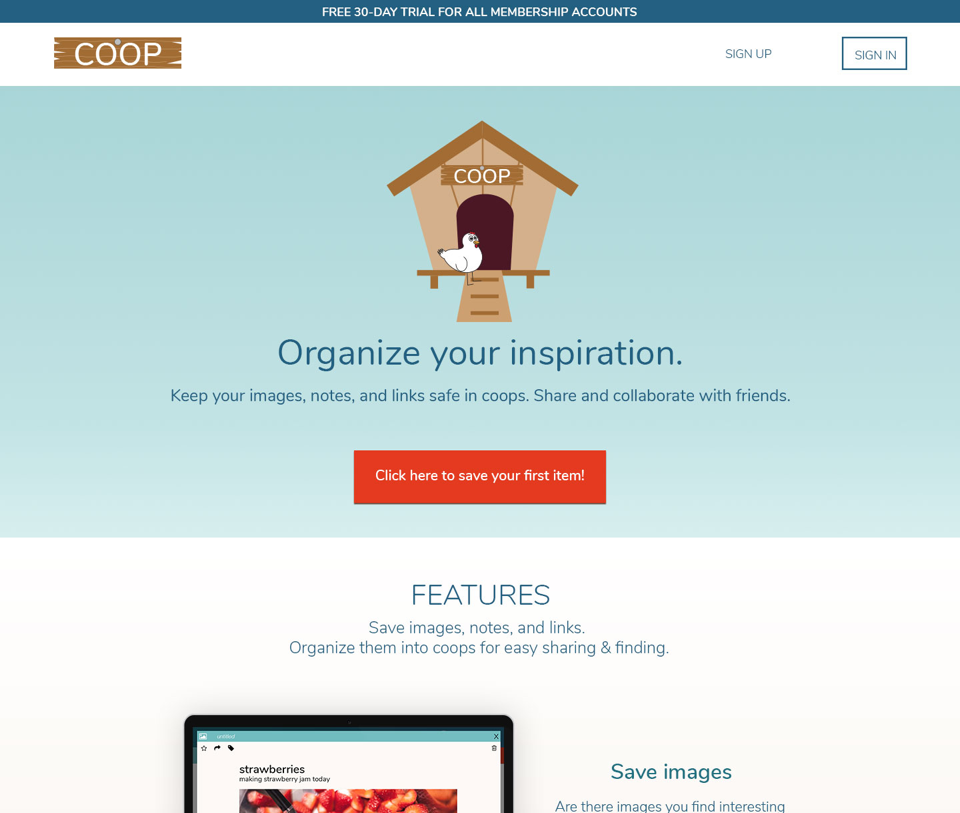 FREE 30-DAY TRIAL FOR ALL MEMBERSHIP ACCOUNTS
COOP
SIGN UP
SIGN IN
COOP
Organize your inspiration.
Keep your images, notes, and links safe in coops. Share and collaborate with friends.
Click here to save your first item!
FEATURES
Save images, notes, and links.
Organize them into coops for easy sharing & finding.
untitled
X
strawberries
making strawberry jam today
Save images
Are there images you find interesting